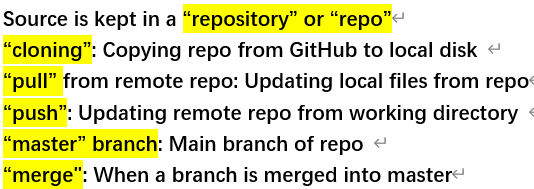 Source is kept in a “repository” or “repo”
“cloning”: Copying repo from GitHub to local disk
“pull” from remote repo: Updating local files from repo
“push”: Updating remote repo from working directory
“master” branch: Main branch of repo
“merge": When a branch is merged into master